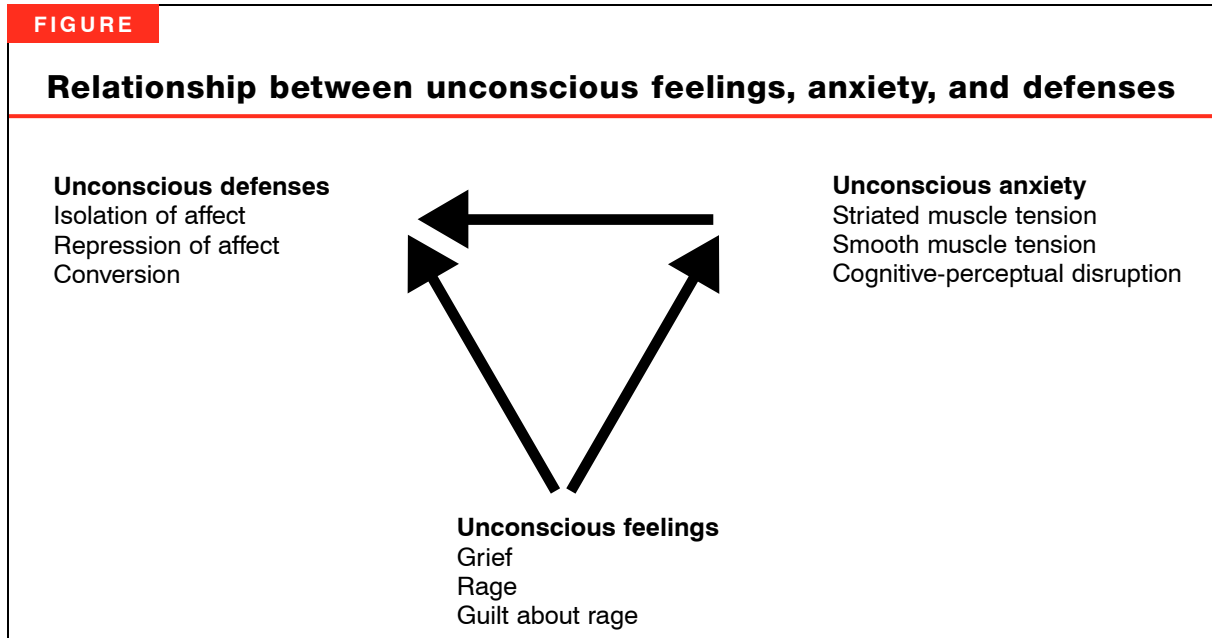 FIGURE
Relationship between unconscious feelings, anxiety, and defenses
Unconscious defenses
Isolation of affect
Repression of affect
Conversion
Unconscious anxiety
Striated muscle tension
Smooth muscle tension
Cognitive-perceptual disruption
Unconscious feelings
Grief
Rage
Guilt about rage